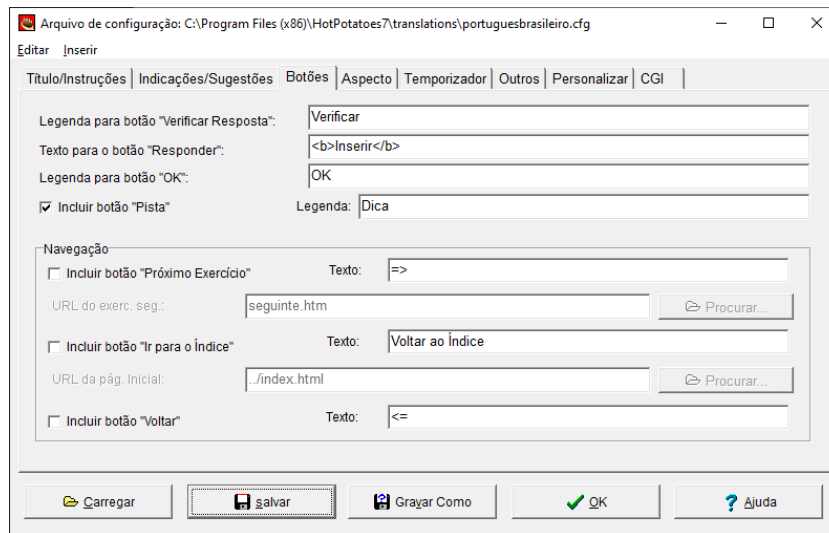 Arquivo de configuração: C:\Program Files (x86)\HotPotatoes7\translations\portuguesbrasileiro.cfg
Editar Inserir
Título/Instruções Indicações/Sugestões Botões Aspecto Temporizador Outros Personalizar CGI
Legenda para botão "Verificar Resposta": Verificar
Texto para o botão "Responder": <b>Inserir</b>
Legenda para botão "OK": OK
Incluir botão "Pista" Legenda: Dica
Navegação
Incluir botão "Próximo Exercício" Texto: =>
URL do exerc. seg.: seguinte.htm Procurar...
Incluir botão "Ir para o Índice" Texto: Voltar ao Índice
URL da pág. Inicial: ../index.html Procurar...
Incluir botão "Voltar" Texto: <=
Carregar salvar Gravar Como OK Ajuda